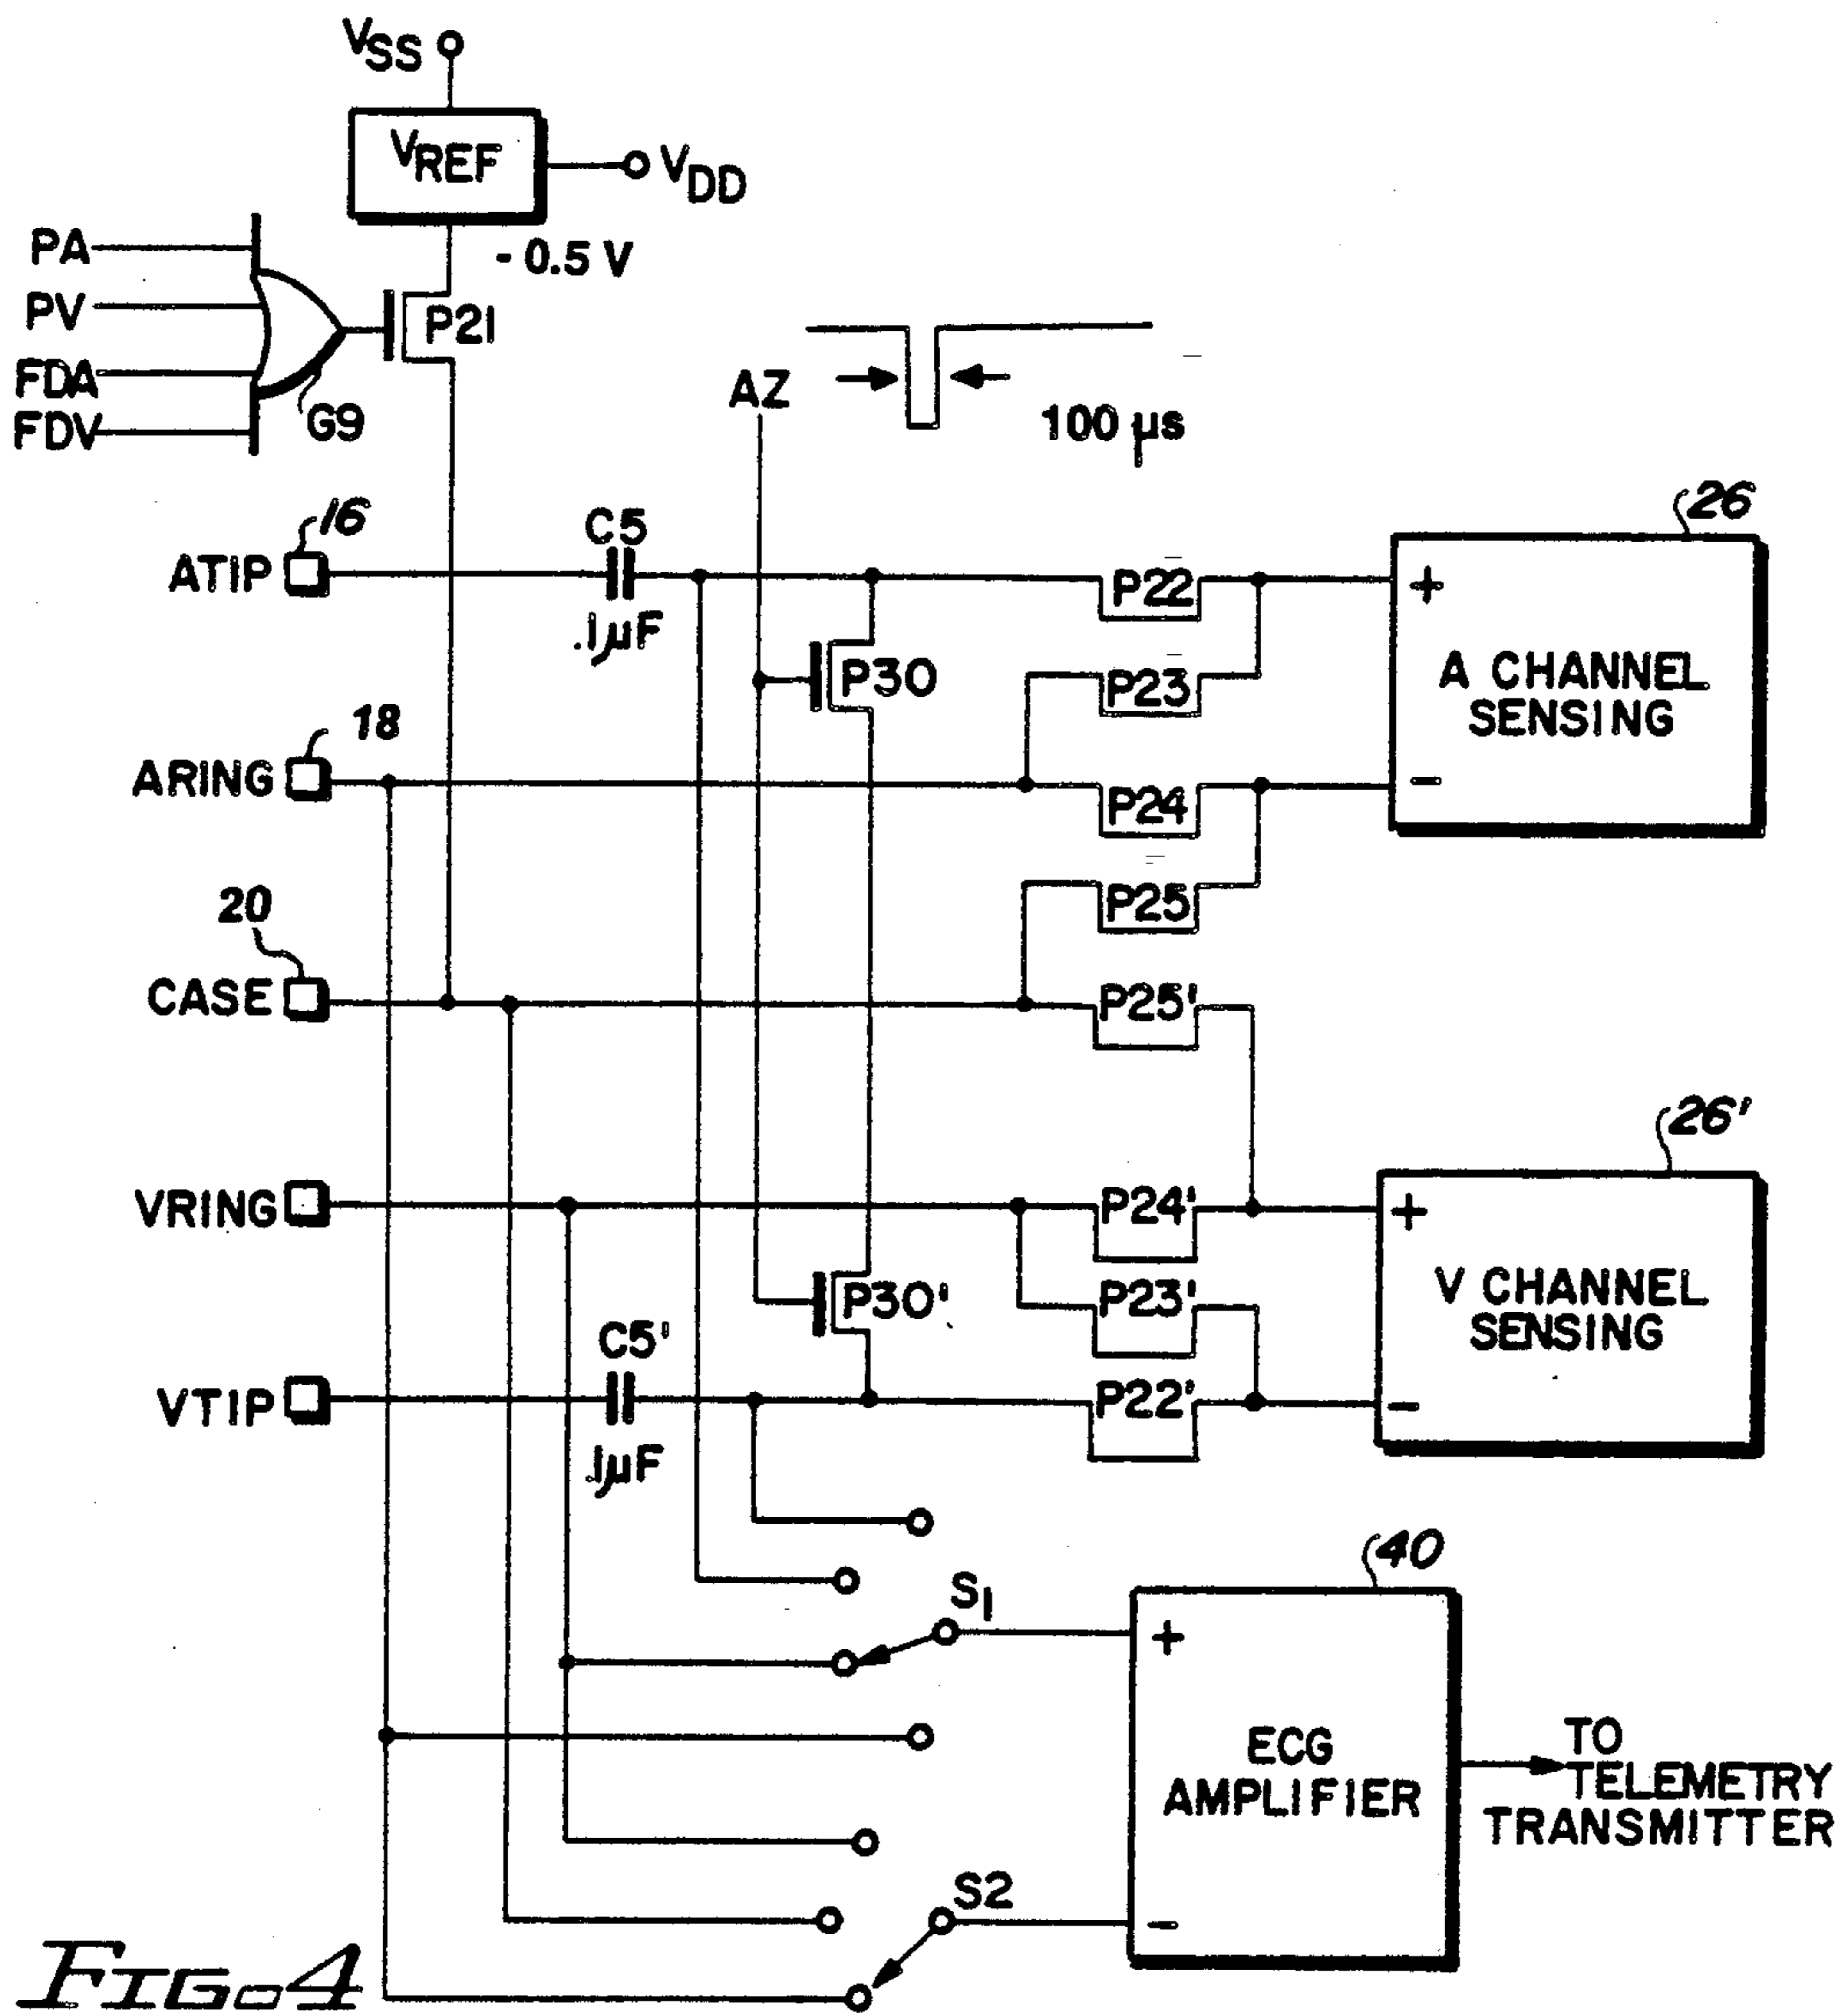 VSS
VREF
VDD
- 0.5 V
PA
PV
FDA
FDV
G9
P21
AZ
100 µs
16
ATIP
C5
.1µF
P22
26
+
P30
P23
A CHANNEL
SENSING
18
ARING
P24
−
P25
20
CASE
P25'
26'
VRING
P24'
+
P30'
P23'
V CHANNEL
SENSING
C5'
VTIP
P22'
−
.1µF
40
S1
+
ECG
AMPLIFIER
TO
TELEMETRY
TRANSMITTER
S2
−
FIG. 4